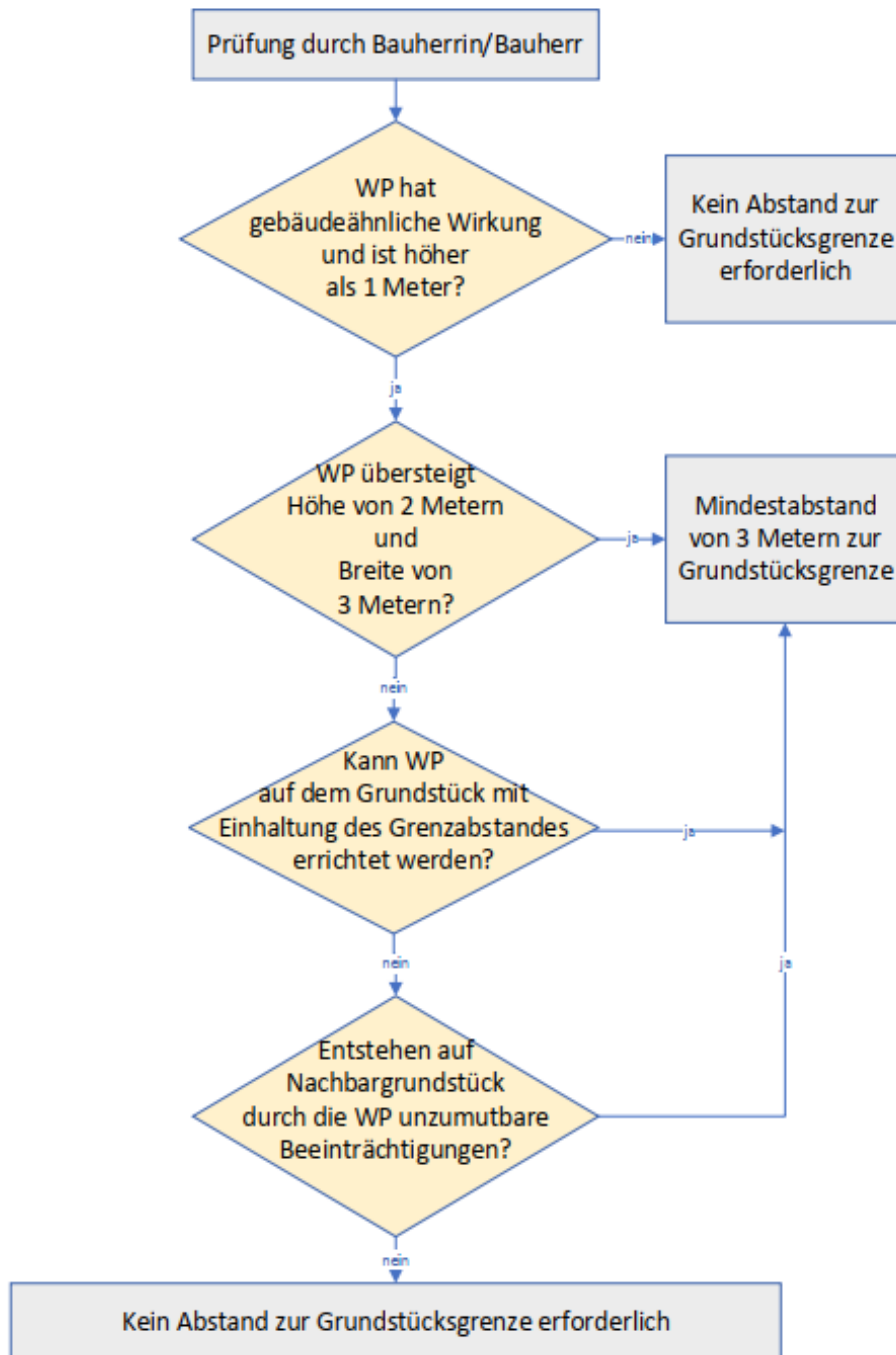 Prüfung durch Bauherrin/Bauherr
WP hat
gebäudeähnliche Wirkung
und ist höher
als 1 Meter?
nein
Kein Abstand zur
Grundstücksgrenze
erforderlich
ja
WP übersteigt
Höhe von 2 Metern
und
Breite von
3 Metern?
ja
Mindestabstand
von 3 Metern zur
Grundstücksgrenze
nein
Kann WP
auf dem Grundstück mit
Einhaltung des Grenzabstandes
errichtet werden?
ja
nein
ja
Entstehen auf
Nachbargrundstück
durch die WP unzumutbare
Beeinträchtigungen?
nein
Kein Abstand zur Grundstücksgrenze erforderlich